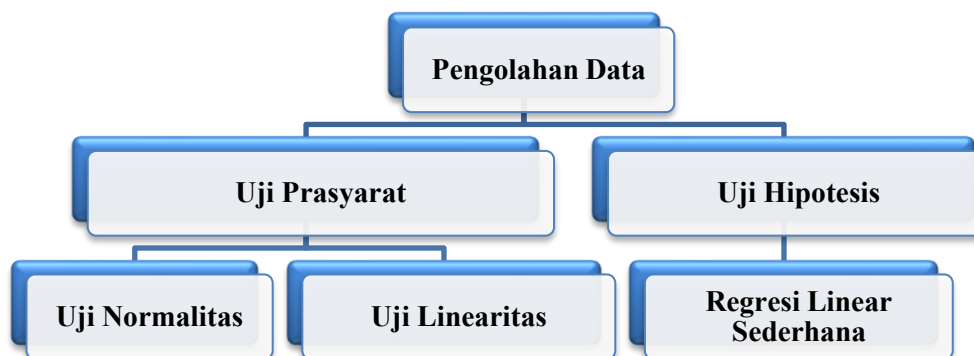 Pengolahan Data
Uji Prasyarat
Uji Hipotesis
Uji Normalitas
Uji Linearitas
Regresi Linear
Sederhana